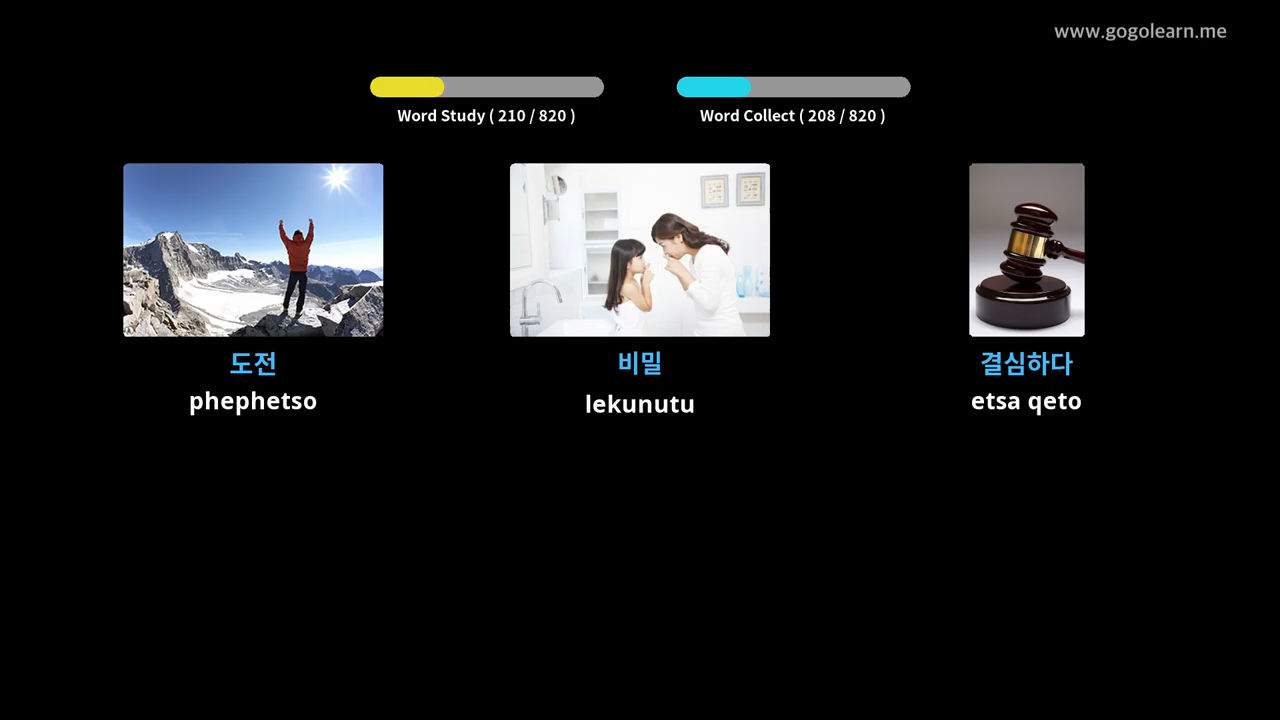 www.gogolearn.me
Word Study ( 210 / 820 )
Word Collect ( 208 / 820 )
도전
phephetso
비밀
lekunutu
결심하다
etsa qeto